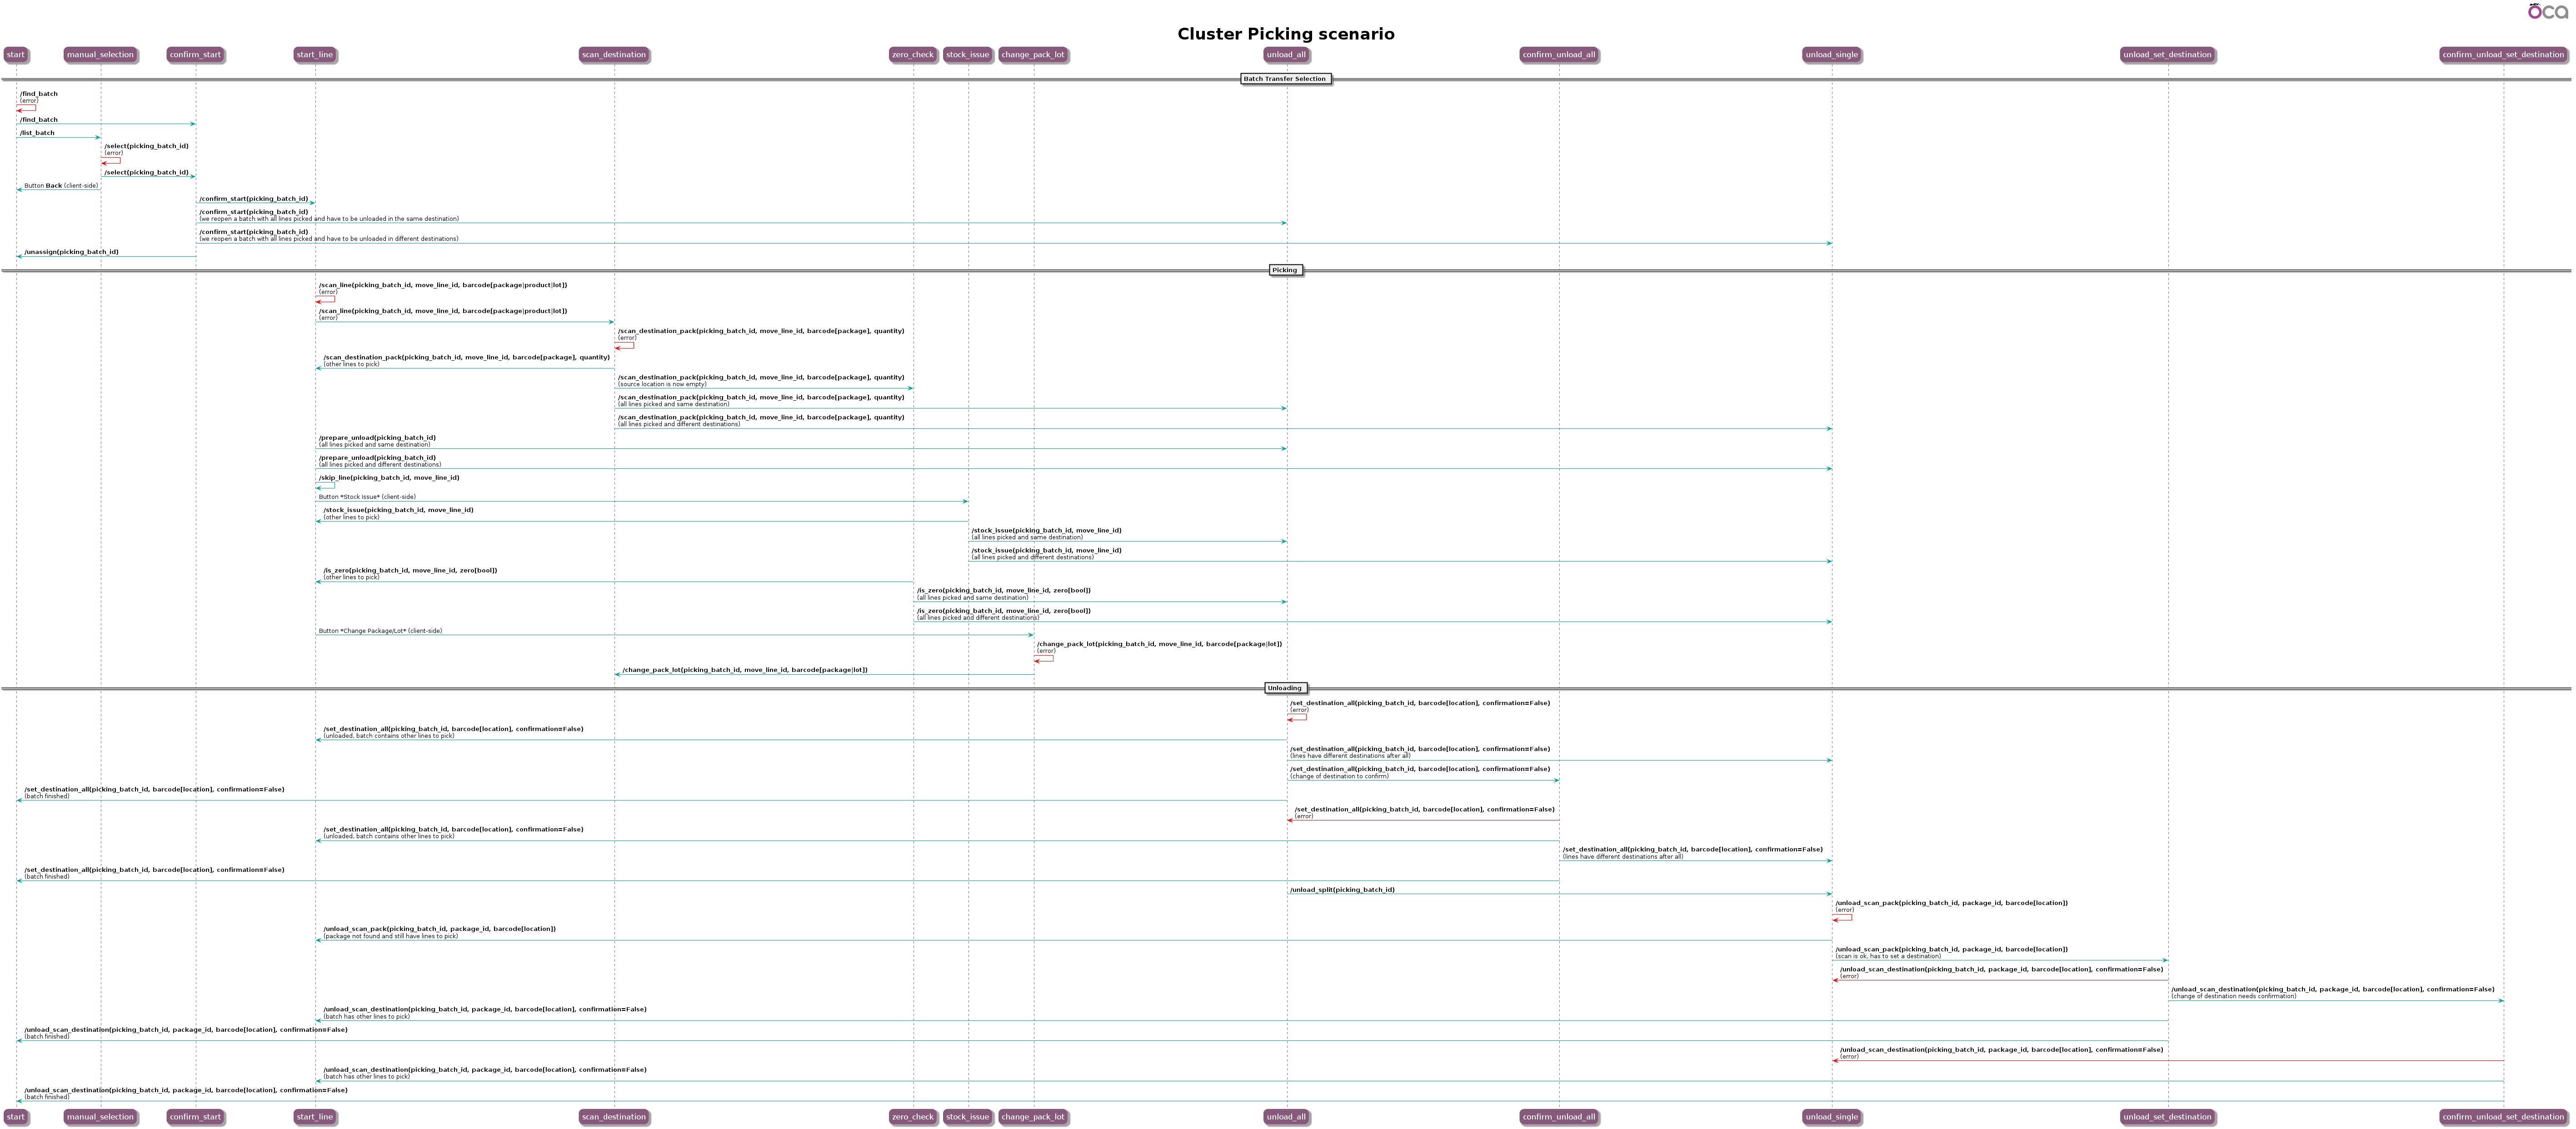 öca
Cluster Picking scenario
start manual_selection confirm_start start_line scan_destination zero_check stock_issue change_pack_lot unload_all confirm_unload_all unload_single unload_set_destination confirm_unload_set_destination
Batch Transfer Selection
/find_batch
(error)
/find_batch
/list_batch
/select(picking_batch_id)
(error)
/select(picking_batch_id)
Button Back (client-side)
/confirm_start(picking_batch_id)
/confirm_start(picking_batch_id)
(we reopen a batch with all lines picked and have to be unloaded in the same destination)
/confirm_start(picking_batch_id)
(we reopen a batch with all lines picked and have to be unloaded in different destinations)
/unassign(picking_batch_id)
Picking
/scan_line(picking_batch_id, move_line_id, barcode[package|product|lot])
(error)
/scan_line(picking_batch_id, move_line_id, barcode[package|product|lot])
(error)
/scan_destination_pack(picking_batch_id, move_line_id, barcode[package], quantity)
(error)
/scan_destination_pack(picking_batch_id, move_line_id, barcode[package], quantity)
(other lines to pick)
/scan_destination_pack(picking_batch_id, move_line_id, barcode[package], quantity)
(source location is now empty)
/scan_destination_pack(picking_batch_id, move_line_id, barcode[package], quantity)
(all lines picked and same destination)
/scan_destination_pack(picking_batch_id, move_line_id, barcode[package], quantity)
(all lines picked and different destinations)
/prepare_unload(picking_batch_id)
(all lines picked and same destination)
/prepare_unload(picking_batch_id)
(all lines picked and different destinations)
/skip_line(picking_batch_id, move_line_id)
Button *Stock Issue* (client-side)
/stock_issue(picking_batch_id, move_line_id)
(other lines to pick)
/stock_issue(picking_batch_id, move_line_id)
(all lines picked and same destination)
/stock_issue(picking_batch_id, move_line_id)
(all lines picked and different destinations)
/is_zero(picking_batch_id, move_line_id, zero[bool])
(other lines to pick)
/is_zero(picking_batch_id, move_line_id, zero[bool])
(all lines picked and same destination)
/is_zero(picking_batch_id, move_line_id, zero[bool])
(all lines picked and different destinations)
Button *Change Package/Lot* (client-side)
/change_pack_lot(picking_batch_id, move_line_id, barcode[package|lot])
(error)
/change_pack_lot(picking_batch_id, move_line_id, barcode[package|lot])
Unloading
/set_destination_all(picking_batch_id, barcode[location], confirmation=False)
(error)
/set_destination_all(picking_batch_id, barcode[location], confirmation=False)
(unloaded, batch contains other lines to pick)
/set_destination_all(picking_batch_id, barcode[location], confirmation=False)
(lines have different destinations after all)
/set_destination_all(picking_batch_id, barcode[location], confirmation=False)
(change of destination to confirm)
/set_destination_all(picking_batch_id, barcode[location], confirmation=False)
(batch finished)
/set_destination_all(picking_batch_id, barcode[location], confirmation=False)
(error)
/set_destination_all(picking_batch_id, barcode[location], confirmation=False)
(unloaded, batch contains other lines to pick)
/set_destination_all(picking_batch_id, barcode[location], confirmation=False)
(lines have different destinations after all)
/set_destination_all(picking_batch_id, barcode[location], confirmation=False)
(batch finished)
/unload_split(picking_batch_id)
/unload_scan_pack(picking_batch_id, package_id, barcode[location])
(error)
/unload_scan_pack(picking_batch_id, package_id, barcode[location])
(package not found and still have lines to pick)
/unload_scan_pack(picking_batch_id, package_id, barcode[location])
(scan is ok, has to set a destination)
/unload_scan_destination(picking_batch_id, package_id, barcode[location], confirmation=False)
(error)
/unload_scan_destination(picking_batch_id, package_id, barcode[location], confirmation=False)
(change of destination needs confirmation)
/unload_scan_destination(picking_batch_id, package_id, barcode[location], confirmation=False)
(batch has other lines to pick)
/unload_scan_destination(picking_batch_id, package_id, barcode[location], confirmation=False)
(batch finished)
/unload_scan_destination(picking_batch_id, package_id, barcode[location], confirmation=False)
(error)
/unload_scan_destination(picking_batch_id, package_id, barcode[location], confirmation=False)
(batch has other lines to pick)
/unload_scan_destination(picking_batch_id, package_id, barcode[location], confirmation=False)
(batch finished)
start manual_selection confirm_start start_line scan_destination zero_check stock_issue change_pack_lot unload_all confirm_unload_all unload_single unload_set_destination confirm_unload_set_destination